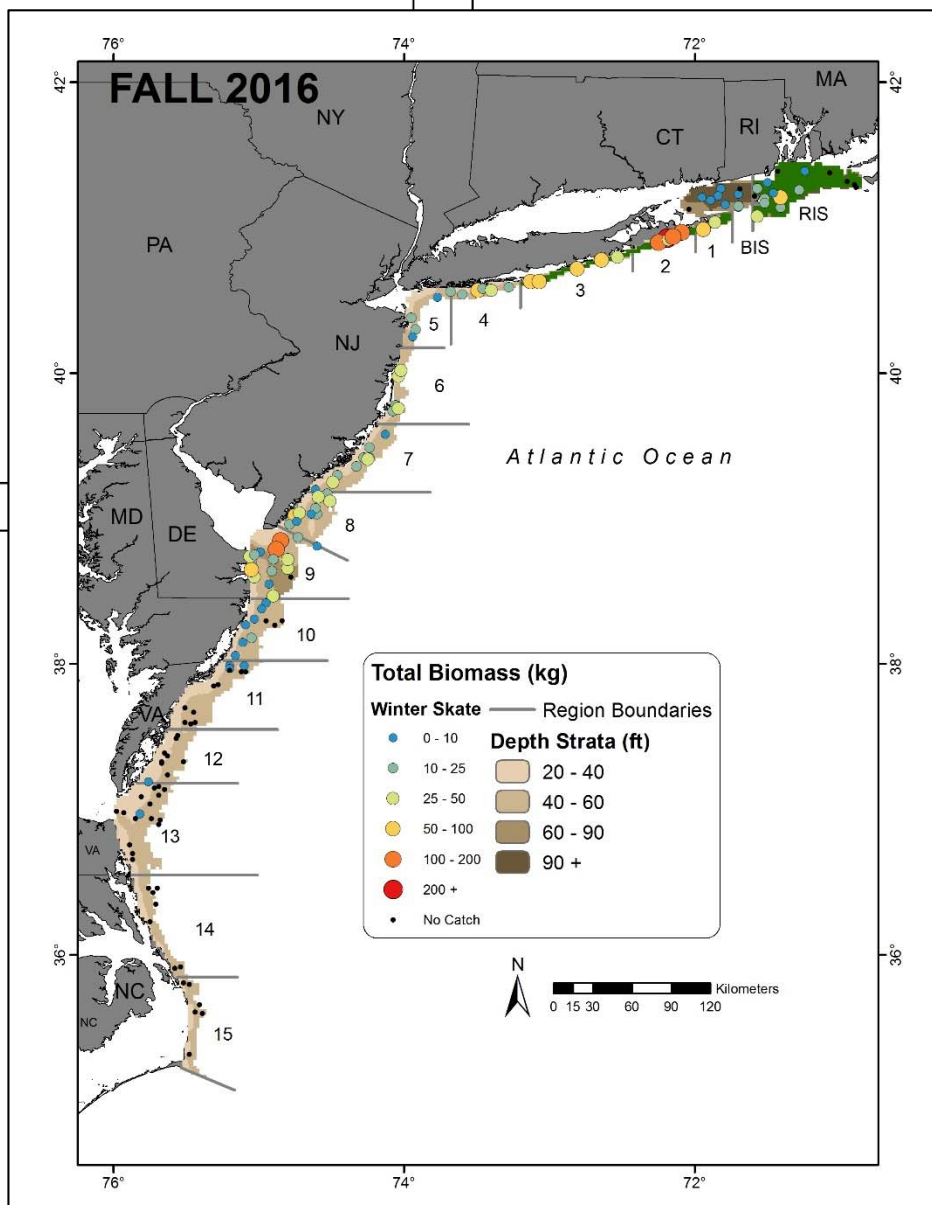 76°
74°
72°
FALL 2016
42°
42°
MA
NY
CT
RI
RIS
BIS
PA
1
2
3
4
5
NJ
40°
40°
6
7
Atlantic Ocean
MD
DE
8
9
10
38°
38°
11
VA
12
13
VA
14
36°
36°
NC
NC
15
Total Biomass (kg)
Winter Skate
Region Boundaries
0 - 10
10 - 25
25 - 50
50 - 100
100 - 200
200 +
No Catch
Depth Strata (ft)
20 - 40
40 - 60
60 - 90
90 +
N
Kilometers
0 15 30 60 90 120
76°
74°
72°